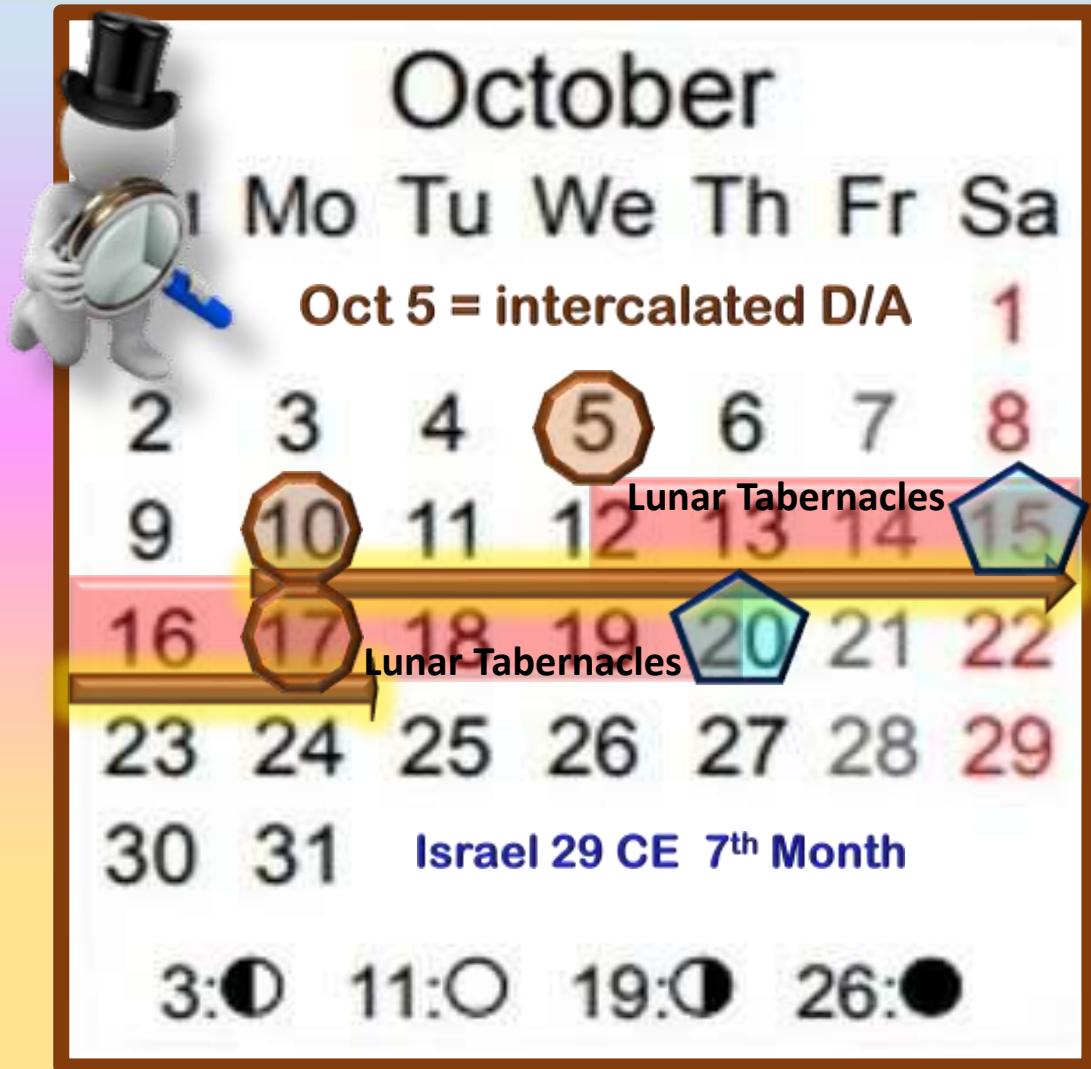 October
Mo Tu We Th Fr Sa
Oct 5 = intercalated D/A 1
2 3 4 5 6 7 8
Lunar Tabernacles
9 10 11 12 13 14 15
16 17 18 19 20 21 22
Lunar Tabernacles
23 24 25 26 27 28 29
30 31 Israel 29 CE 7th Month
3: 11: 19: 26: